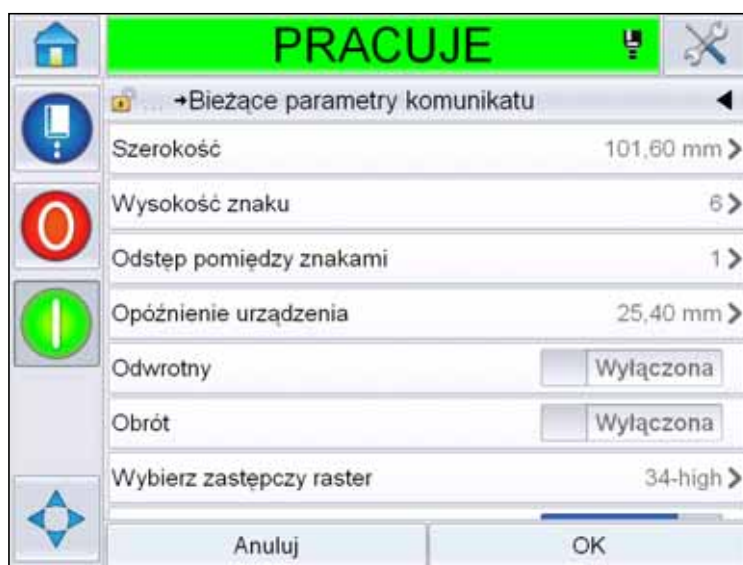 PRACUJE
... →Bieżące parametry komunikatu
Szerokość 101,60 mm
Wysokość znaku 6
Odstęp pomiędzy znakami 1
Opóźnienie urządzenia 25,40 mm
Odwrotny Wyłączona
Obrót Wyłączona
Wybierz zastępczy raster 34-high
Anuluj OK